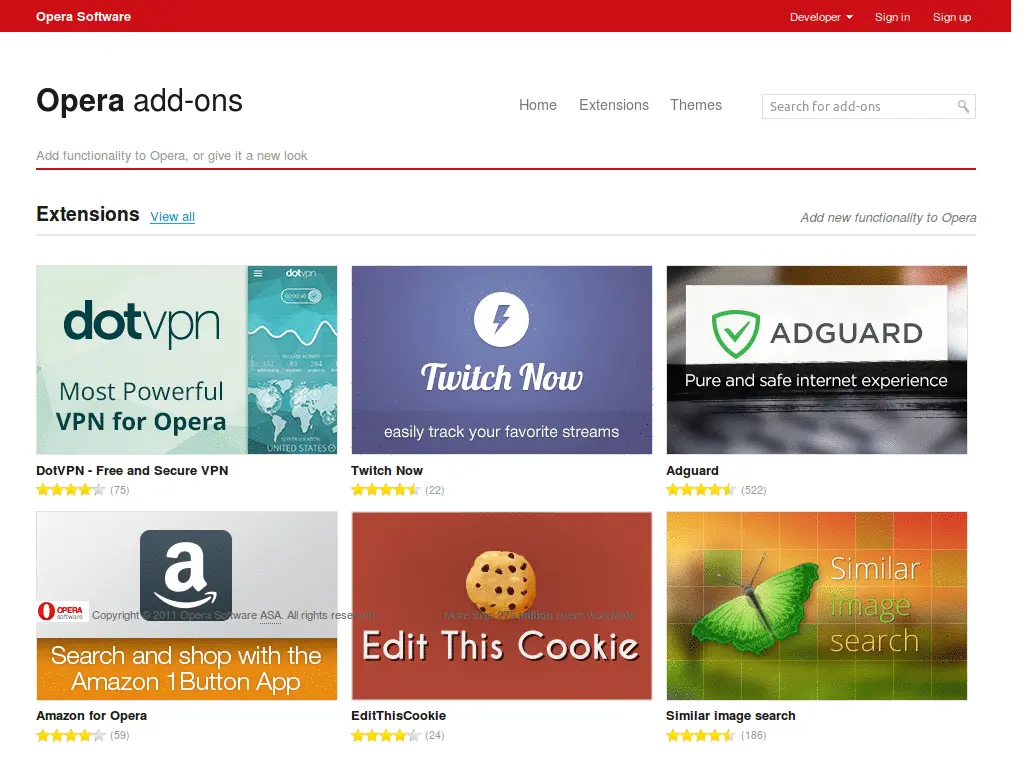 Opera Software
Developer Sign in Sign up
Opera add-ons
Home Extensions Themes
Search for add-ons
Add functionality to Opera, or give it a new look
Extensions View all
Add new functionality to Opera
dotvpn
Most Powerful
VPN for Opera
dotvpn
00:00:40
SERVER LOCATION
UNITED STATES
Twitch Now
easily track your favorite streams
ADGUARD
Pure and safe internet experience
DotVPN - Free and Secure VPN
(75)
Twitch Now
(22)
Adguard
(522)
a
Search and shop with the
Amazon 1Button App
Edit This Cookie
Similar
image
search
OPERA
software
Copyright © 2011 Opera Software ASA. All rights
million users worldwide
Amazon for Opera
(59)
EditThisCookie
(24)
Similar image search
(186)